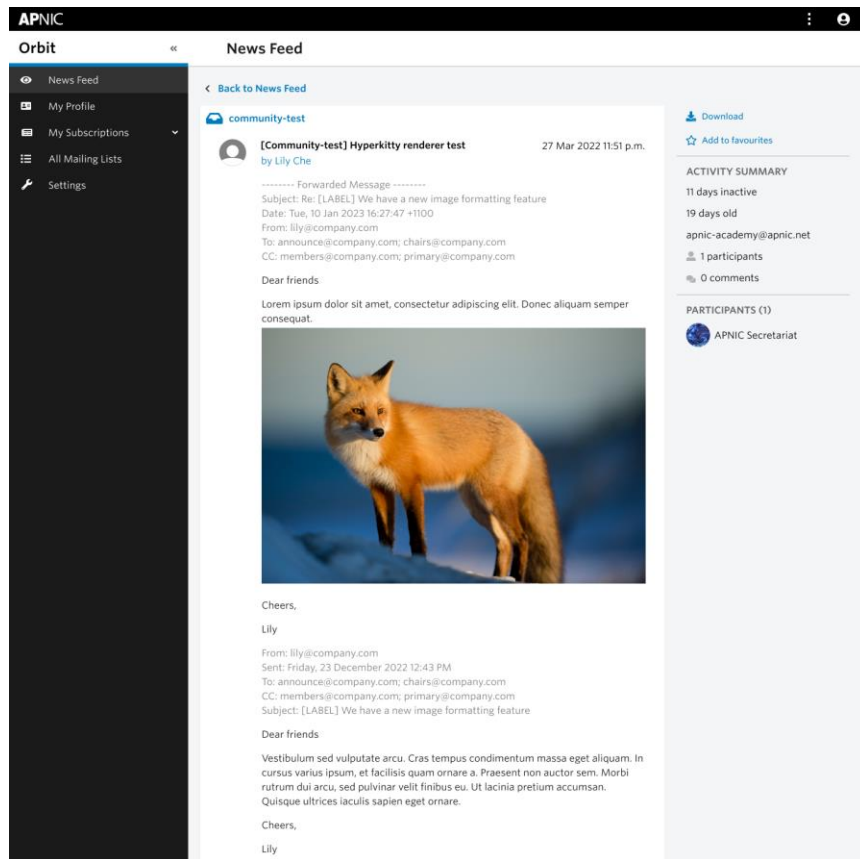 APNIC
Orbit
«
News Feed
News Feed
My Profile
My Subscriptions
All Mailing Lists
Settings
Back to News Feed
community-test
[Community-test] Hyperkitty renderer test 27 Mar 2022 11:51 p.m.
by Lily Che
-------- Forwarded Message --------
Subject: Re: [LABEL] We have a new image formatting feature
Date: Tue, 10 Jan 2023 16:27:47 +1100
From: lily@company.com
To: announce@company.com; chairs@company.com
CC: members@company.com; primary@company.com
Dear friends
Lorem ipsum dolor sit amet, consectetur adipiscing elit. Donec aliquam semper
consequat.
Cheers,
Lily
From: lily@company.com
Sent: Friday, 23 December 2022 12:43 PM
To: announce@company.com; chairs@company.com
CC: members@company.com; primary@company.com
Subject: [LABEL] We have a new image formatting feature
Dear friends
Vestibulum sed vulputate arcu. Cras tempus condimentum massa eget aliquam. In
cursus varius ipsum, et facilisis quam ornare a. Praesent non auctor sem. Morbi
rutrum dui arcu, sed pulvinar velit finibus eu. Ut lacinia pretium accumsan.
Quisque ultrices iaculis sapien eget ornare.
Cheers,
Lily
Download
Add to favourites
ACTIVITY SUMMARY
11 days inactive
19 days old
apnic-academy@apnic.net
1 participants
0 comments
PARTICIPANTS (1)
APNIC Secretariat